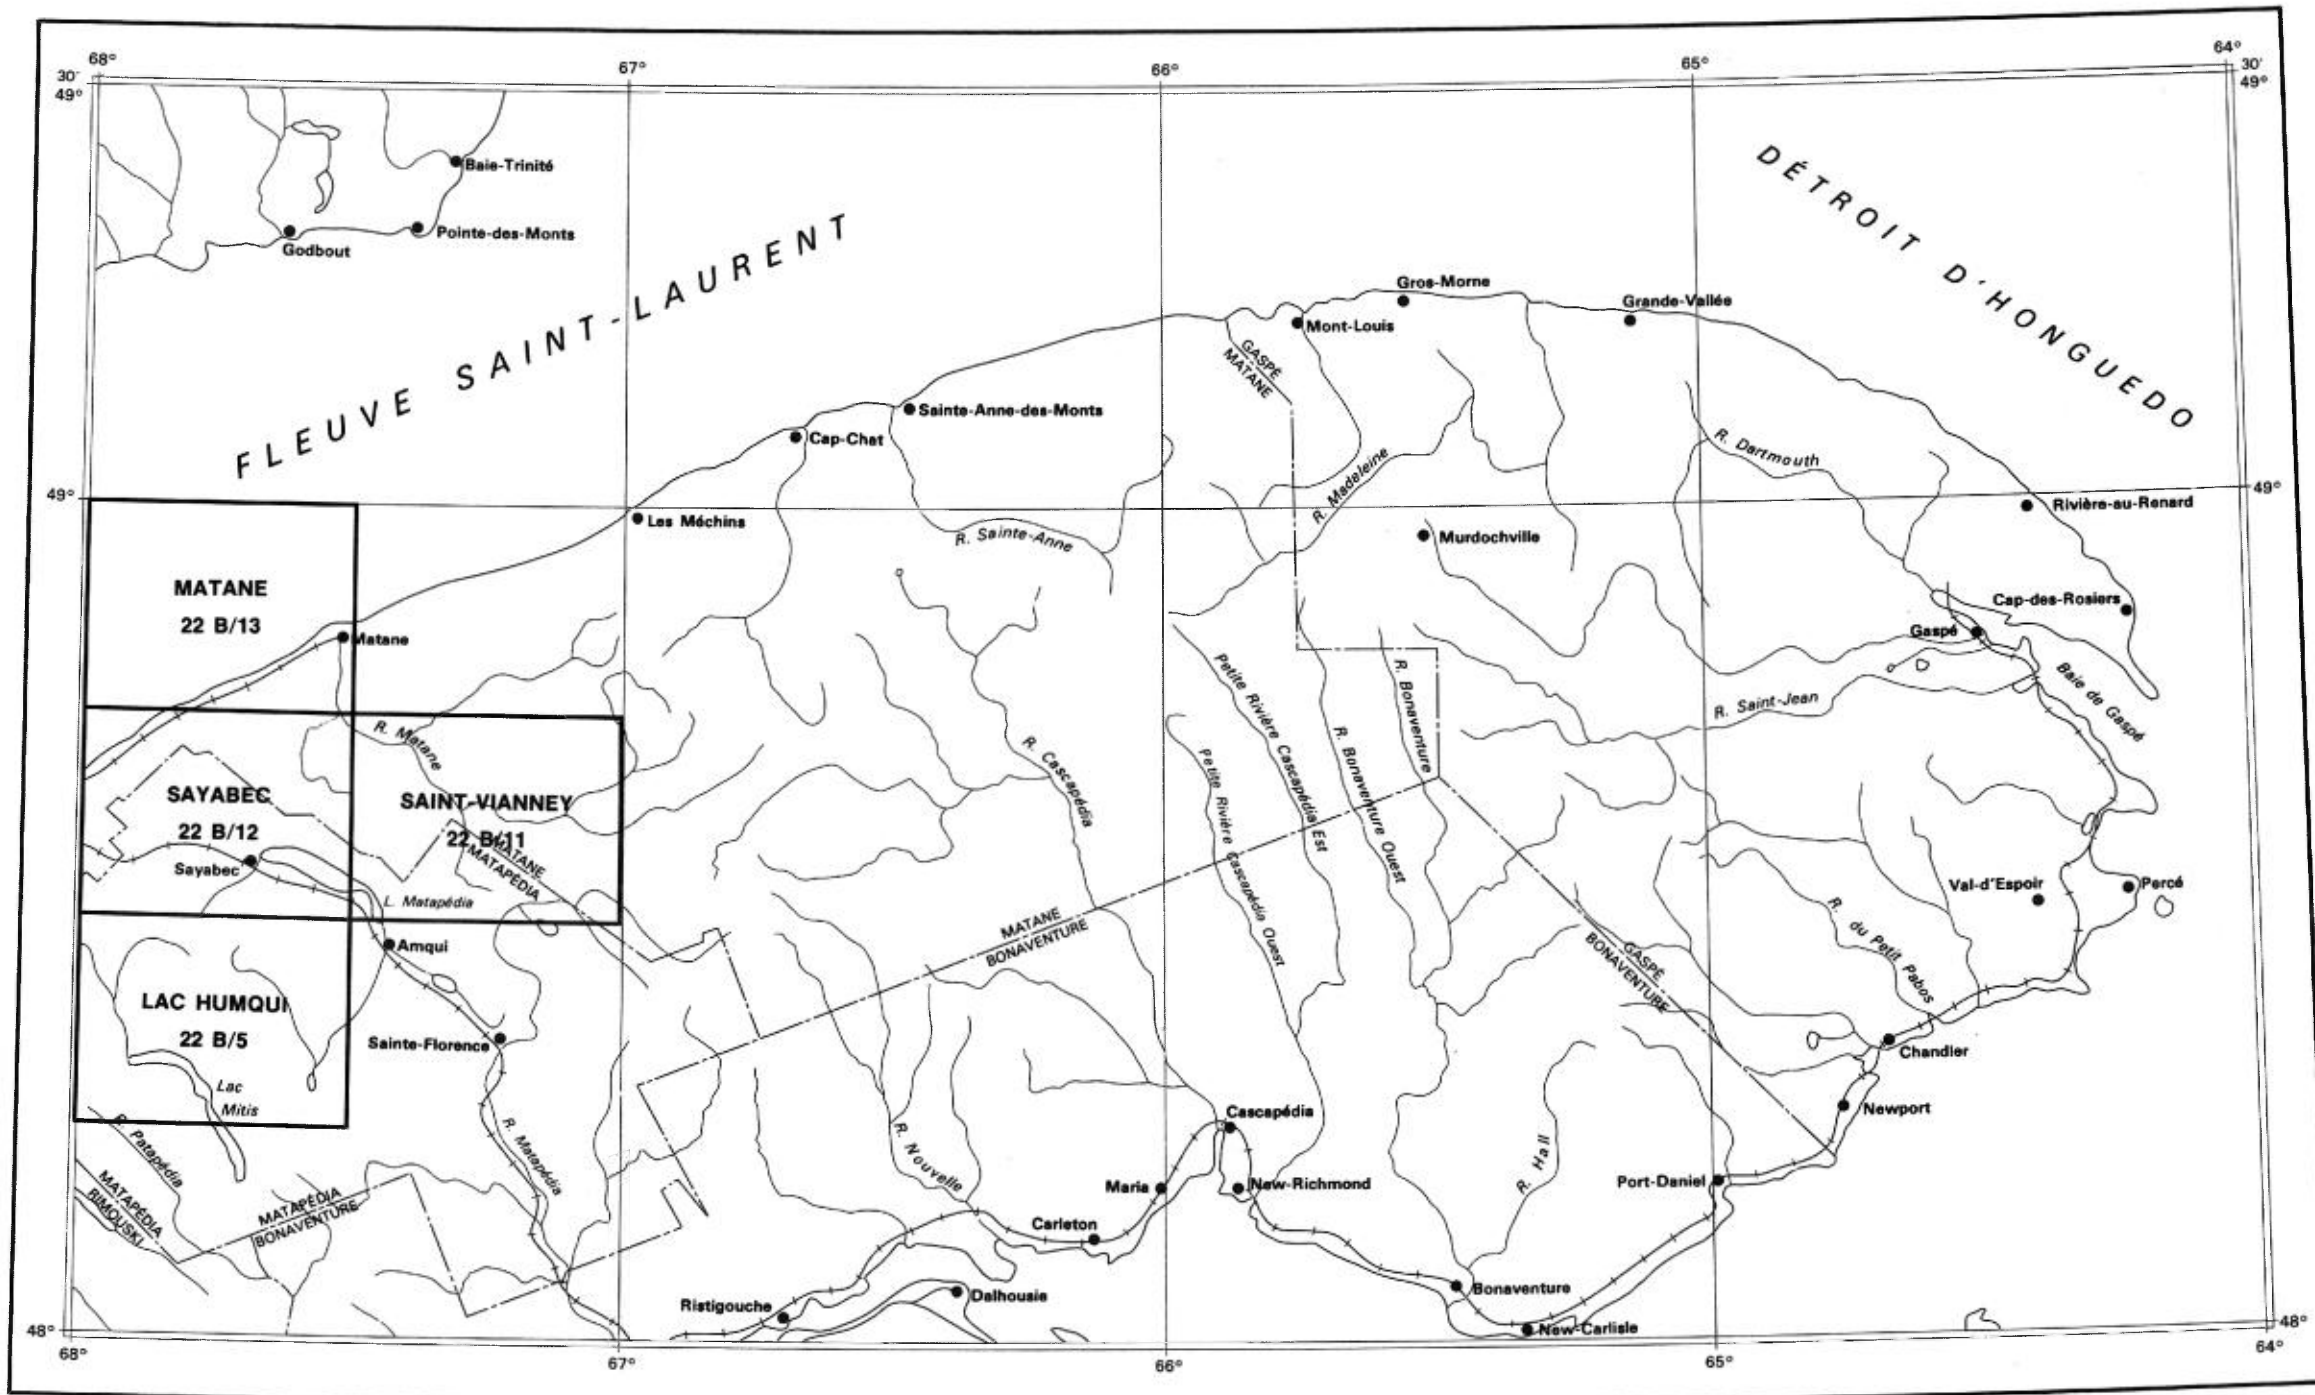 68°
67°
66°
65°
64°
30'
49°
30'
49°
Baie-Trinité
Pointe-des-Monts
Godbout
FLEUVE SAINT-LAURENT
DÉTROIT D'HONGUEDO
Gros-Morne
Grande-Vallée
Mont-Louis
GASPÉ
MATANE
Sainte-Anne-des-Monts
Cap-Chat
R. Dartmouth
R. Madeleine
49°
49°
Les Méchins
Rivière-au-Renard
R. Sainte-Anne
Murdochville
MATANE
22 B/13
Matane
Cap-des-Rosiers
Gaspé
Baie de Gaspé
R. Saint-Jean
R. Matane
R. Cascapédia
Petite Rivière Cascapédia Est
Petite Rivière Cascapédia Ouest
R. Bonaventure
R. Bonaventure Ouest
SAYABEC
22 B/12
Sayabec
SAINT-VIANNEY
22 B/11
MATANE
MATAPÉDIA
L. Matapédia
Val-d'Espoir
Percé
R. du Petit Pabos
MATANE
BONAVENTURE
GASPÉ
BONAVENTURE
Amqui
LAC HUMQUI
22 B/5
Sainte-Florence
Lac
Mitis
Chandler
Newport
Cascapédia
R. Patapédia
R. Matapédia
R. Nouvelle
R. Hall
MATAPÉDIA
RIMOUSKI
MATAPÉDIA
BONAVENTURE
Maria
New-Richmond
Port-Daniel
Carleton
Bonaventure
Dalhousie
Ristigouche
New-Carlisle
48°
48°
68°
67°
66°
65°
64°